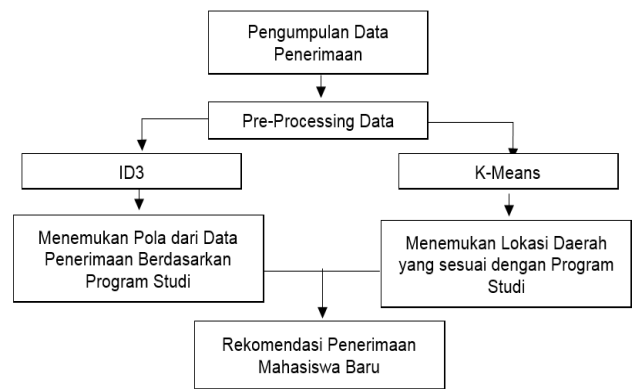 Pengumpulan Data
Penerimaan
Pre-Processing Data
ID3
K-Means
Menemukan Pola dari Data
Penerimaan Berdasarkan
Program Studi
Menemukan Lokasi Daerah
yang sesuai dengan Program
Studi
Rekomendasi Penerimaan
Mahasiswa Baru